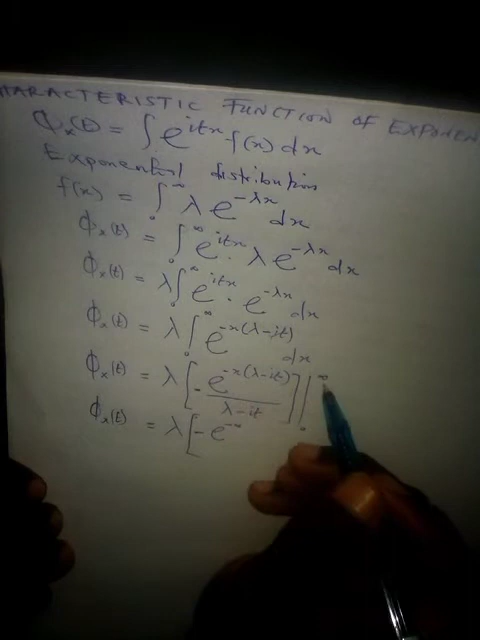 HARACTERISTIC FUNCTION OF EXPONEN
ϕₓ(t) = ∫ e^{itx} f(x) dx
Exponential distribution
f(x) = ∫₀^∞ λ e^{-λx} dx
ϕₓ(t) = ∫₀^∞ e^{itx} · λ e^{-λx} dx
ϕₓ(t) = λ ∫₀^∞ e^{itx} · e^{-λx} dx
ϕₓ(t) = λ ∫₀^∞ e^{-x(λ-it)} dx
ϕₓ(t) = λ [ - e^{-x(λ-it)} / λ-it ] |₀^∞
ϕₓ(t) = λ [ - e^{-∞}